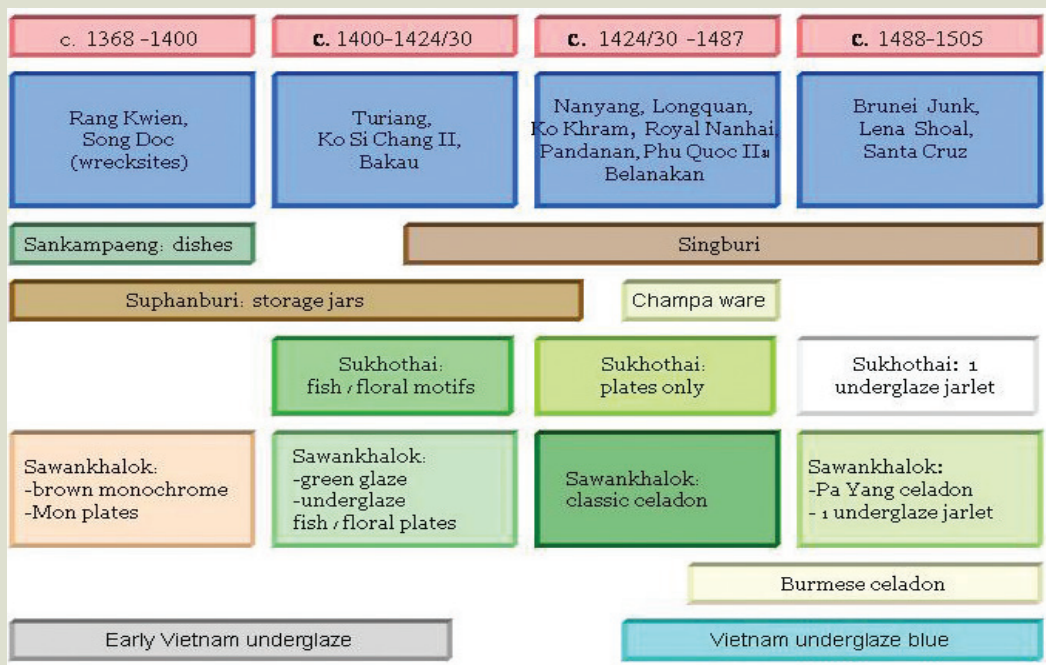 c. 1368 -1400
c. 1400-1424/30
c. 1424/30 -1487
c. 1488-1505
Rang Kwien,
Song Doc
(wrecksites)
Turiang,
Ko Si Chang II,
Bakau
Nanyang, Longquan,
Ko Khram, Royal Nanhai,
Pandanan, Phu Quoc II
Belanakan
Brunei Junk,
Lena Shoal,
Santa Cruz
Sankampaeng: dishes
Singburi
Suphanburi: storage jars
Champa ware
Sukhothai:
fish / floral motifs
Sukhothai:
plates only
Sukhothai: 1
underglaze jarlet
Sawankhalok:
-brown monochrome
-Mon plates
Sawankhalok:
-green glaze
-underglaze
fish / floral plates
Sawankhalok:
classic celadon
Sawankhalok:
-Pa Yang celadon
- 1 underglaze jarlet
Burmese celadon
Early Vietnam underglaze
Vietnam underglaze blue